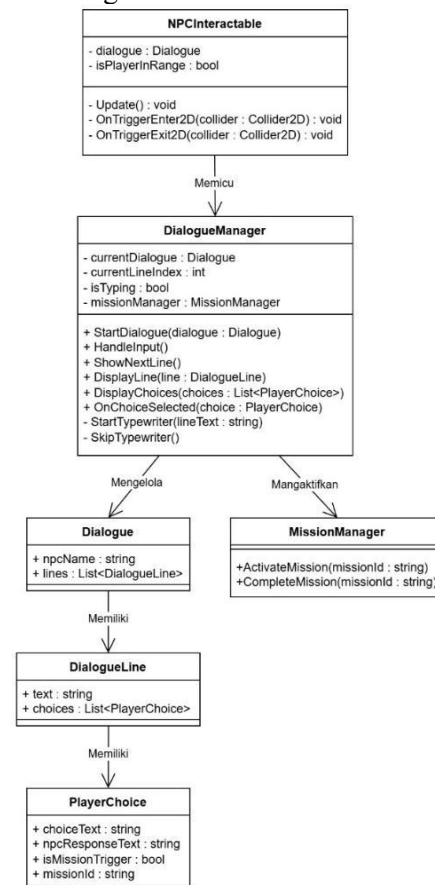 NPCInteractable
- dialogue : Dialogue
- isPlayerInRange : bool
- Update() : void
- OnTriggerEnter2D(collider : Collider2D) : void
- OnTriggerExit2D(collider : Collider2D) : void
Memicu
DialogueManager
- currentDialogue : Dialogue
- currentLineIndex : int
- isTyping : bool
- missionManager : MissionManager
+ StartDialogue(dialogue : Dialogue)
+ HandleInput()
+ ShowNextLine()
+ DisplayLine(line : DialogueLine)
+ DisplayChoices(choices : List<PlayerChoice>)
+ OnChoiceSelected(choice : PlayerChoice)
- StartTypewriter(lineText : string)
- SkipTypewriter()
Mengelola
Mangaktifkan
Dialogue
+ npcName : string
+ lines : List<DialogueLine>
MissionManager
+ActivateMission(missionId : string)
+CompleteMission(missionId : string)
Memiliki
DialogueLine
+ text : string
+ choices : List<PlayerChoice>
Memiliki
PlayerChoice
+ choiceText : string
+ npcResponseText : string
+ isMissionTrigger : bool
+ missionId : string